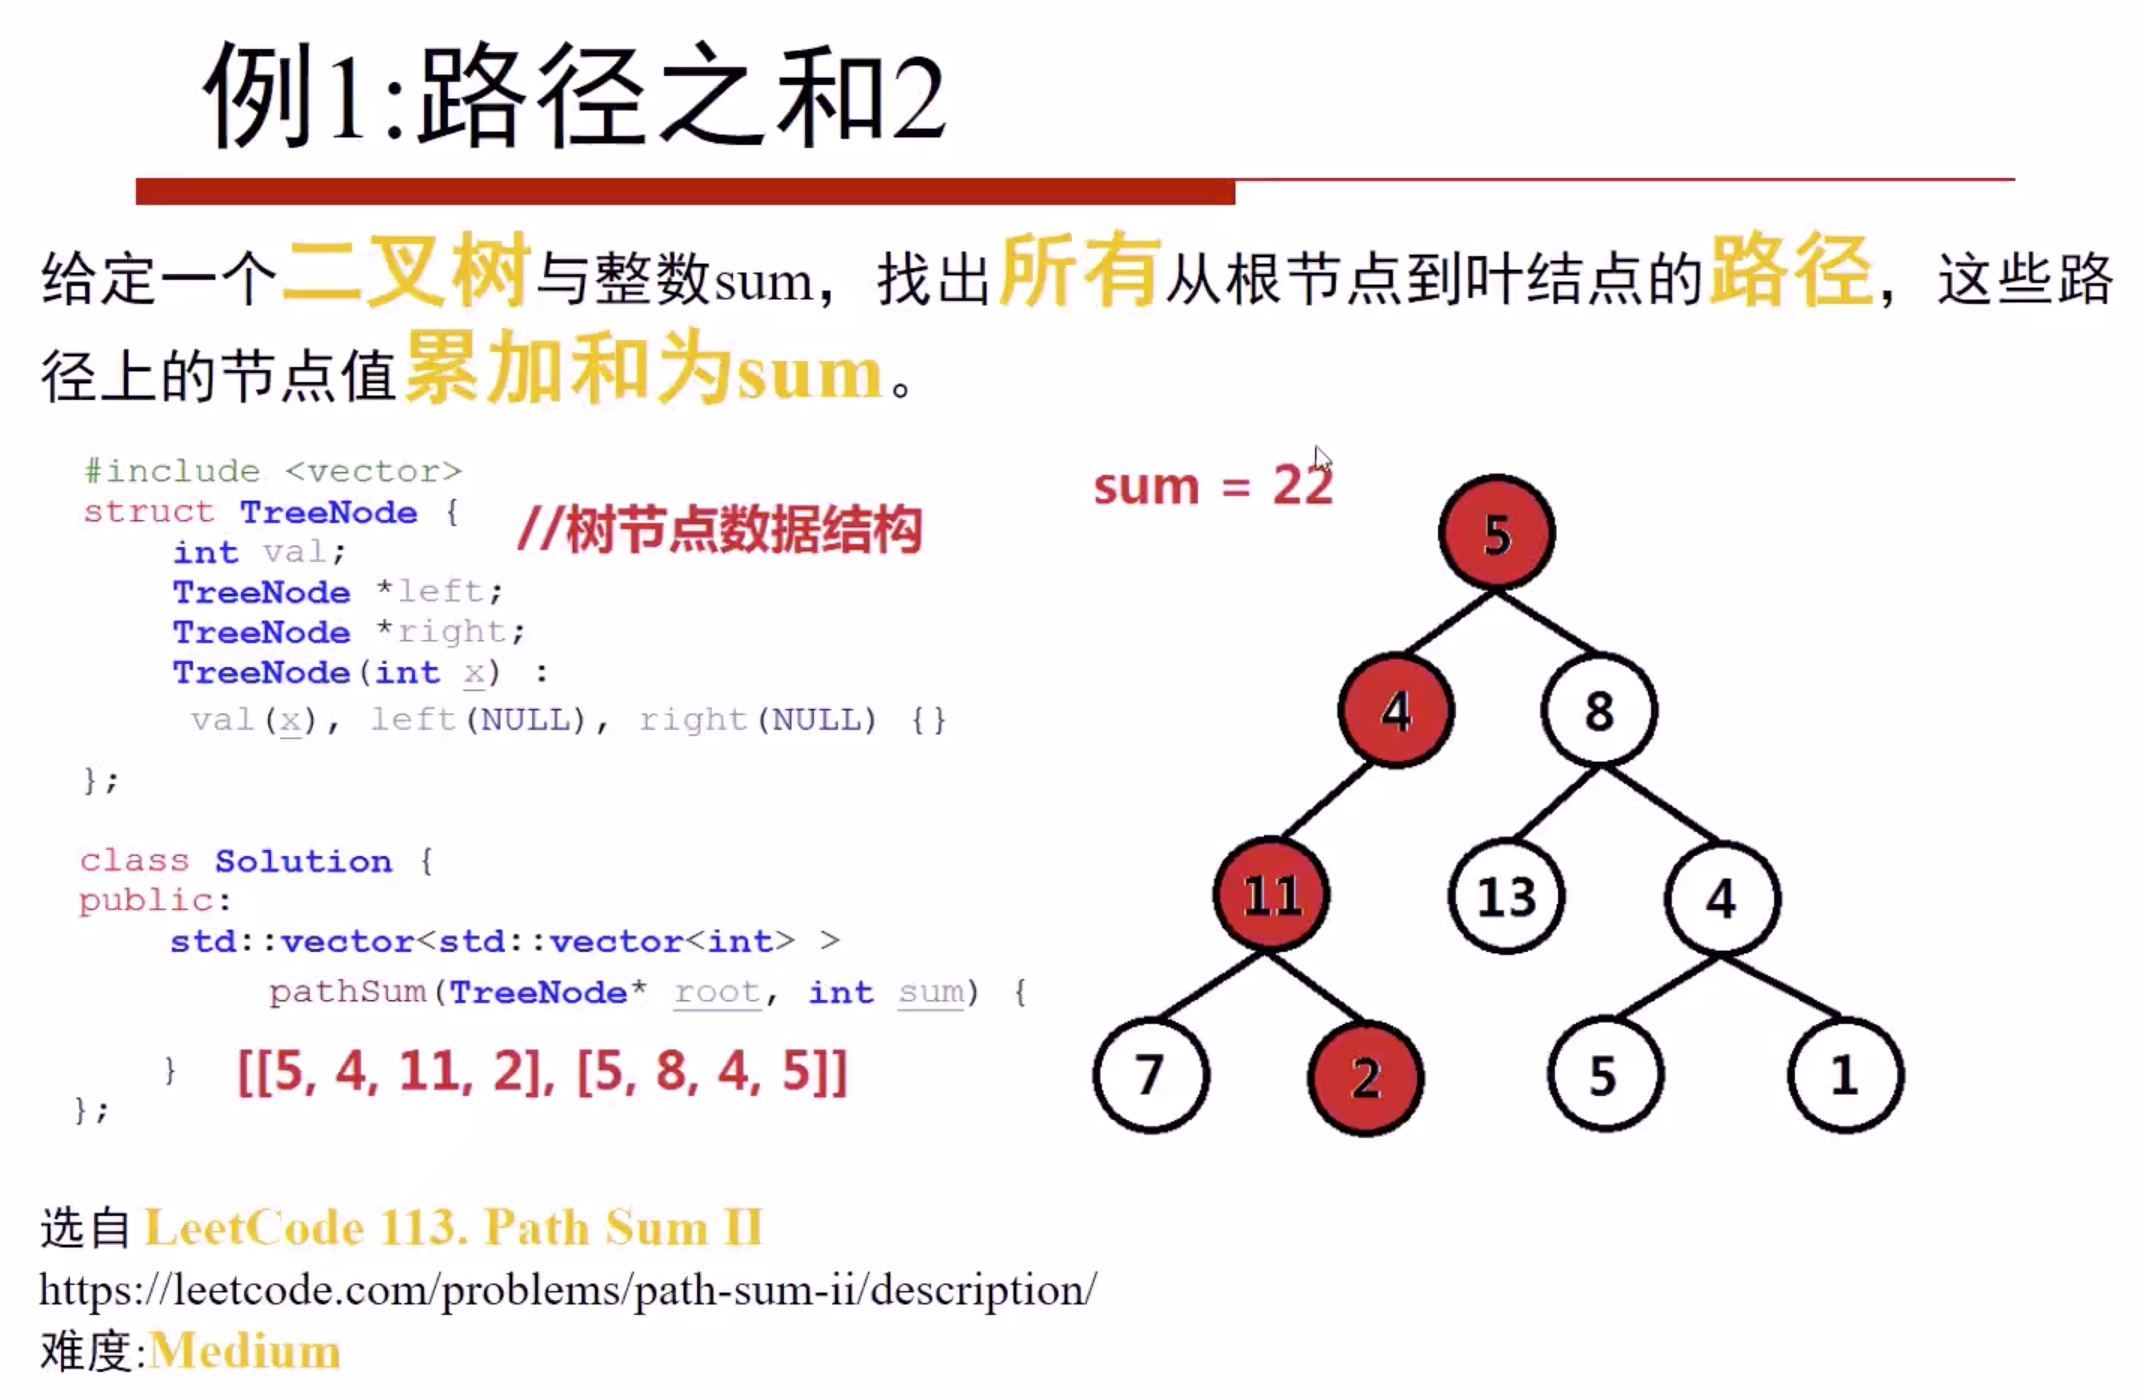 例1:路径之和2
给定一个二叉树与整数sum，找出所有从根节点到叶结点的路径，这些路
径上的节点值累加和为sum。
#include <vector>
struct TreeNode {
//树节点数据结构
int val;
TreeNode *left;
TreeNode *right;
TreeNode(int x) :
val(x), left(NULL), right(NULL) {}
};
class Solution {
public:
std::vector<std::vector<int> >
pathSum(TreeNode* root, int sum) {
}
[[5, 4, 11, 2], [5, 8, 4, 5]]
};
sum = 22
5
4
8
11
13
4
7
2
5
1
选自 LeetCode 113. Path Sum II
https://leetcode.com/problems/path-sum-ii/description/
难度:Medium